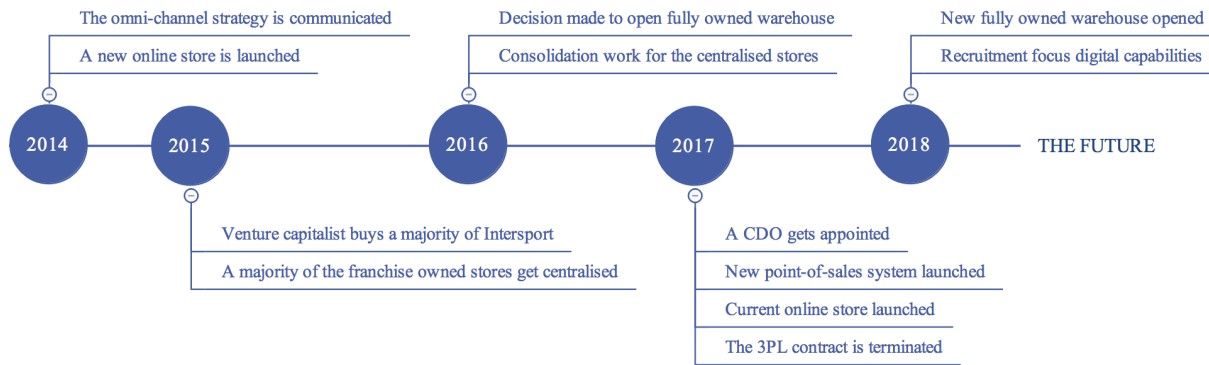 The omni-channel strategy is communicated
A new online store is launched
Decision made to open fully owned warehouse
Consolidation work for the centralised stores
New fully owned warehouse opened
Recruitment focus digital capabilities
2014
2015
2016
2017
2018
THE FUTURE
Venture capitalist buys a majority of Intersport
A majority of the franchise owned stores get centralised
A CDO gets appointed
New point-of-sales system launched
Current online store launched
The 3PL contract is terminated